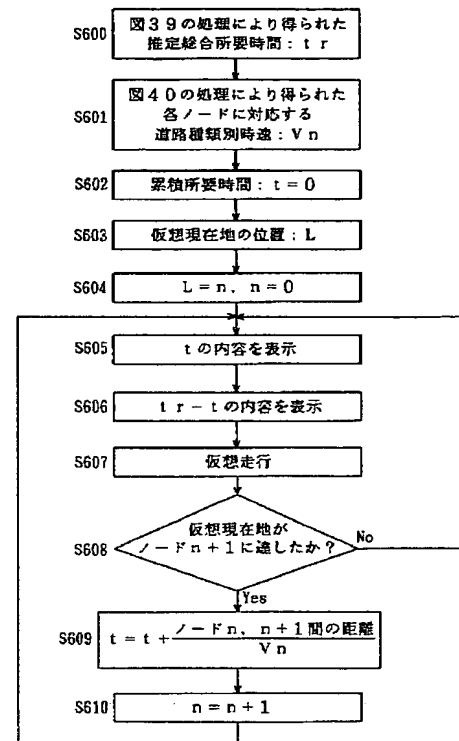 S600
図39の処理により得られた
推定総合所要時間:tr
S601
図40の処理により得られた
各ノードに対応する
道路種類別時速:Vn
S602
累積所要時間:t=0
S603
仮想現在地の位置:L
S604
L=n、n=0
S605
tの内容を表示
S606
tr-tの内容を表示
S607
仮想走行
S608
仮想現在地が
ノードn+1に達したか?
No
Yes
S609
t=t+ノードn、n+1間の距離
Vn
S610
n=n+1